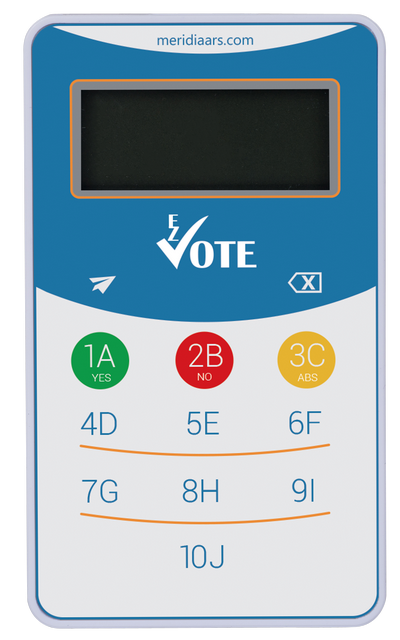 meridiaars.com
EZ VOTE
1A 2B 3C
YES NO ABS
4D 5E 6F
7G 8H 9I
10J